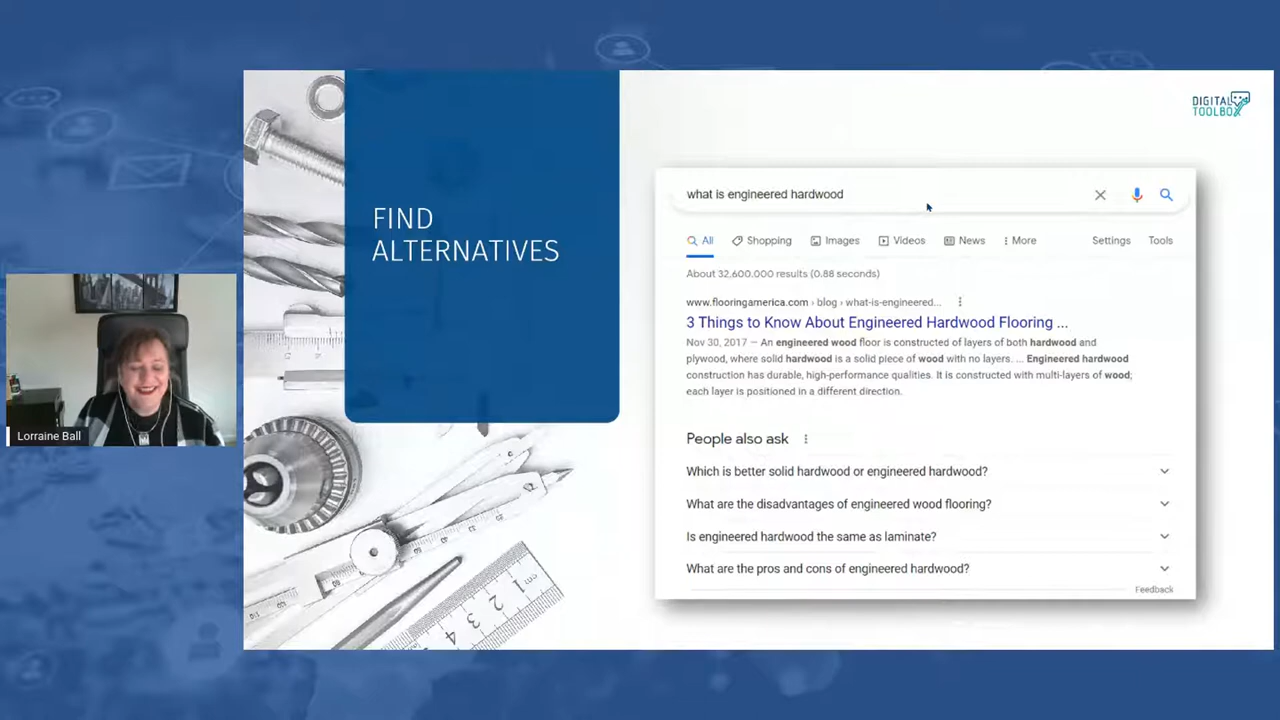 DIGITAL
TOOLBOX
FIND
ALTERNATIVES
what is engineered hardwood
All
Shopping
Images
Videos
News
More
Settings
Tools
About 32,600,000 results (0.88 seconds)
www.flooringamerica.com › blog › what-is-engineered...
3 Things to Know About Engineered Hardwood Flooring ...
Nov 30, 2017 — An engineered wood floor is constructed of layers of both hardwood and
plywood, where solid hardwood is a solid piece of wood with no layers. ... Engineered hardwood
construction has durable, high-performance qualities. It is constructed with multi-layers of wood;
each layer is positioned in a different direction.
People also ask
Which is better solid hardwood or engineered hardwood?
What are the disadvantages of engineered wood flooring?
Is engineered hardwood the same as laminate?
What are the pros and cons of engineered hardwood?
Feedback
Lorraine Ball
cm 1
2
3
4